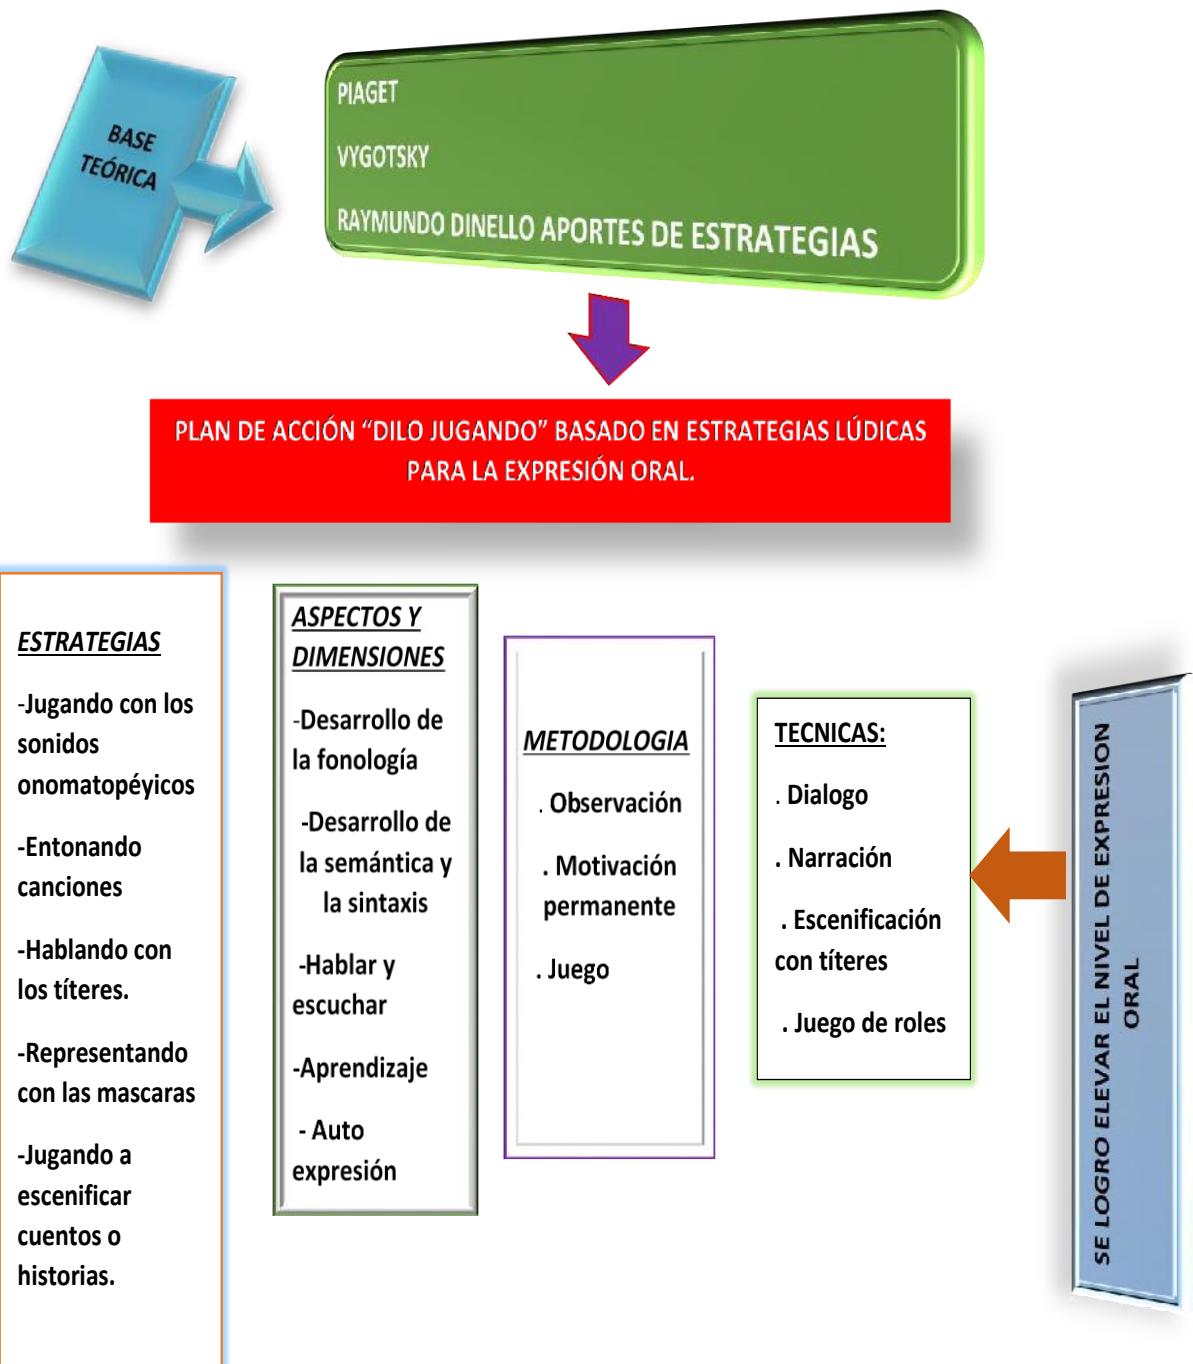 BASE
TEÓRICA
PIAGET
VYGOTSKY
RAYMUNDO DINELLO APORTES DE ESTRATEGIAS
PLAN DE ACCIÓN “DILO JUGANDO” BASADO EN ESTRATEGIAS LÚDICAS
PARA LA EXPRESIÓN ORAL.
ESTRATEGIAS
-Jugando con los
sonidos
onomatopéyicos
-Entonando
canciones
-Hablando con
los títeres.
-Representando
con las mascaras
-Jugando a
escenificar
cuentos o
historias.
ASPECTOS Y
DIMENSIONES
-Desarrollo de
la fonología
-Desarrollo de
la semántica y
la sintaxis
-Hablar y
escuchar
-Aprendizaje
- Auto
expresión
METODOLOGIA
. Observación
. Motivación
permanente
. Juego
TECNICAS:
. Dialogo
. Narración
. Escenificación
con títeres
. Juego de roles
SE LOGRO ELEVAR EL NIVEL DE EXPRESION
ORAL